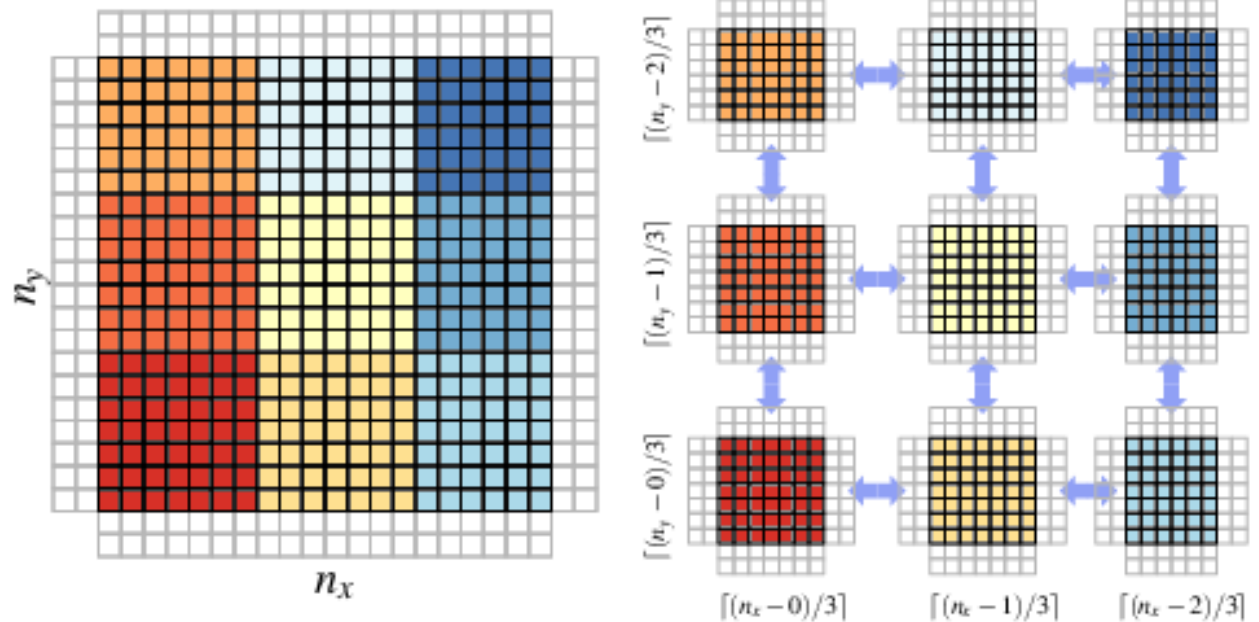 n_y
n_x
⌈(n_y − 2)/3⌉
⌈(n_y − 1)/3⌉
⌈(n_y − 0)/3⌉
⌈(n_x − 0)/3⌉
⌈(n_x − 1)/3⌉
⌈(n_x − 2)/3⌉